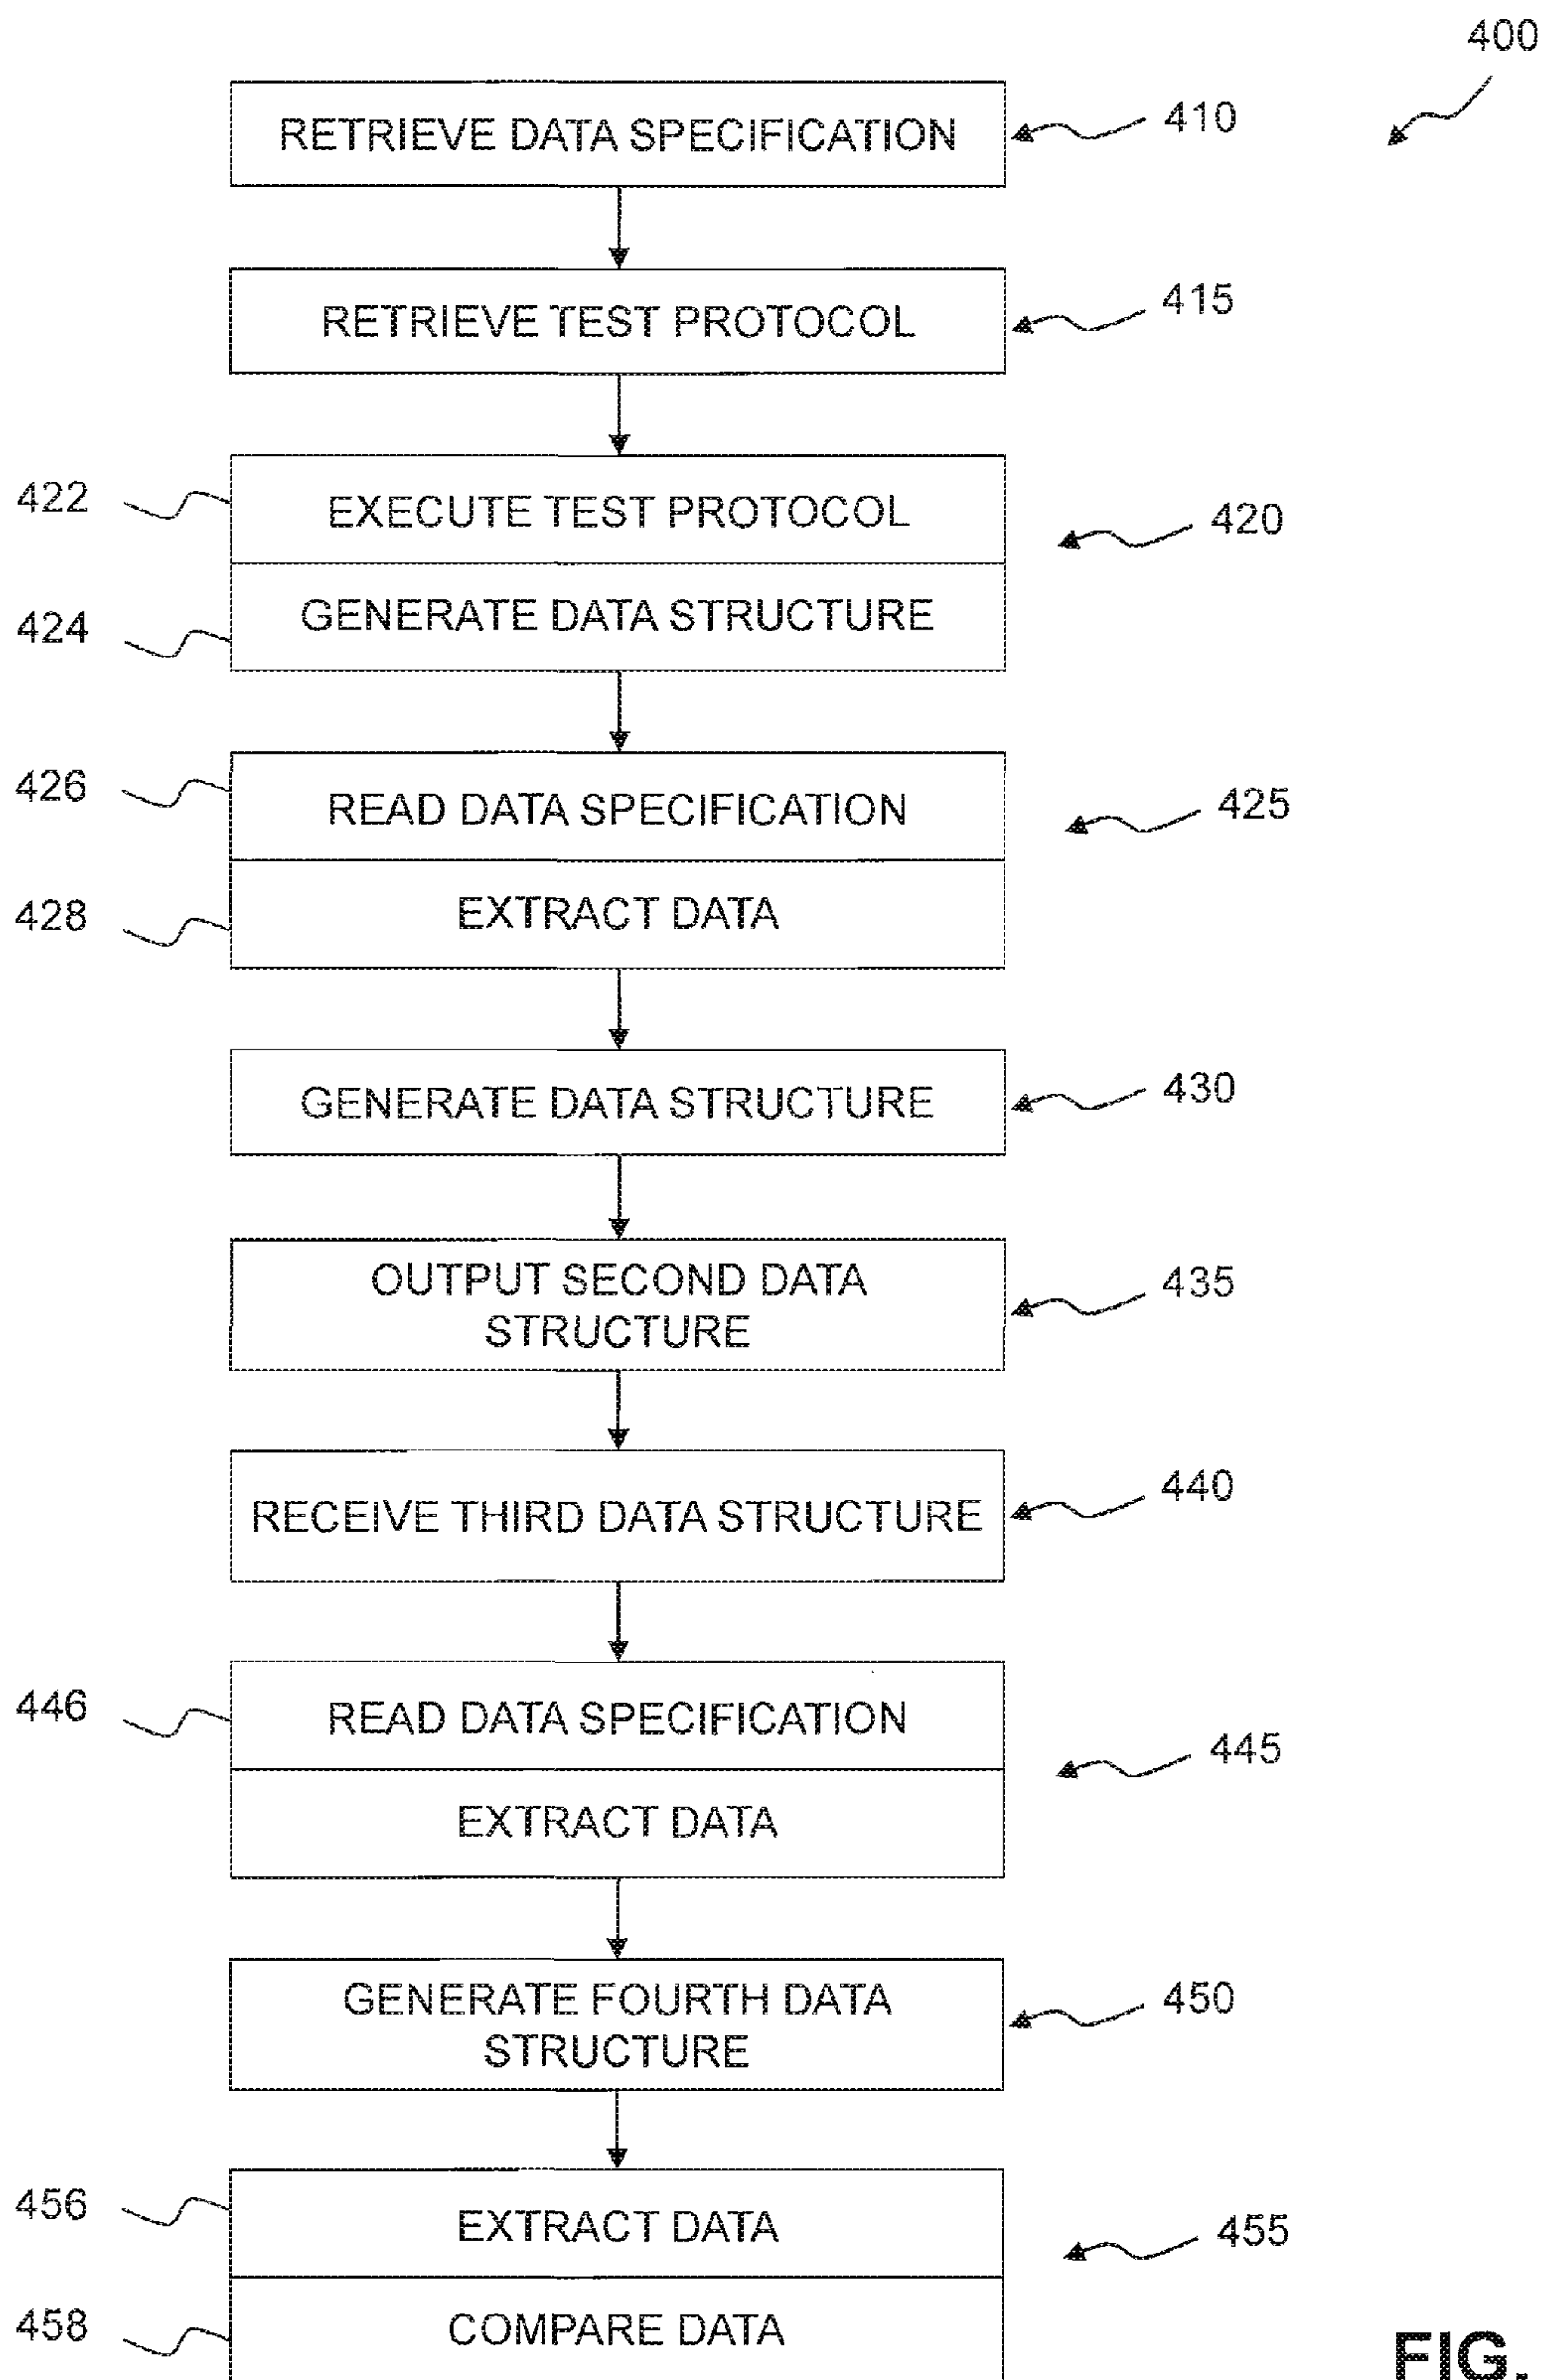 400
RETRIEVE DATA SPECIFICATION
410
RETRIEVE TEST PROTOCOL
415
422
EXECUTE TEST PROTOCOL
420
424
GENERATE DATA STRUCTURE
426
READ DATA SPECIFICATION
425
428
EXTRACT DATA
GENERATE DATA STRUCTURE
430
OUTPUT SECOND DATA
STRUCTURE
435
RECEIVE THIRD DATA STRUCTURE
440
446
READ DATA SPECIFICATION
445
EXTRACT DATA
GENERATE FOURTH DATA
STRUCTURE
450
456
EXTRACT DATA
455
458
COMPARE DATA
FIG.